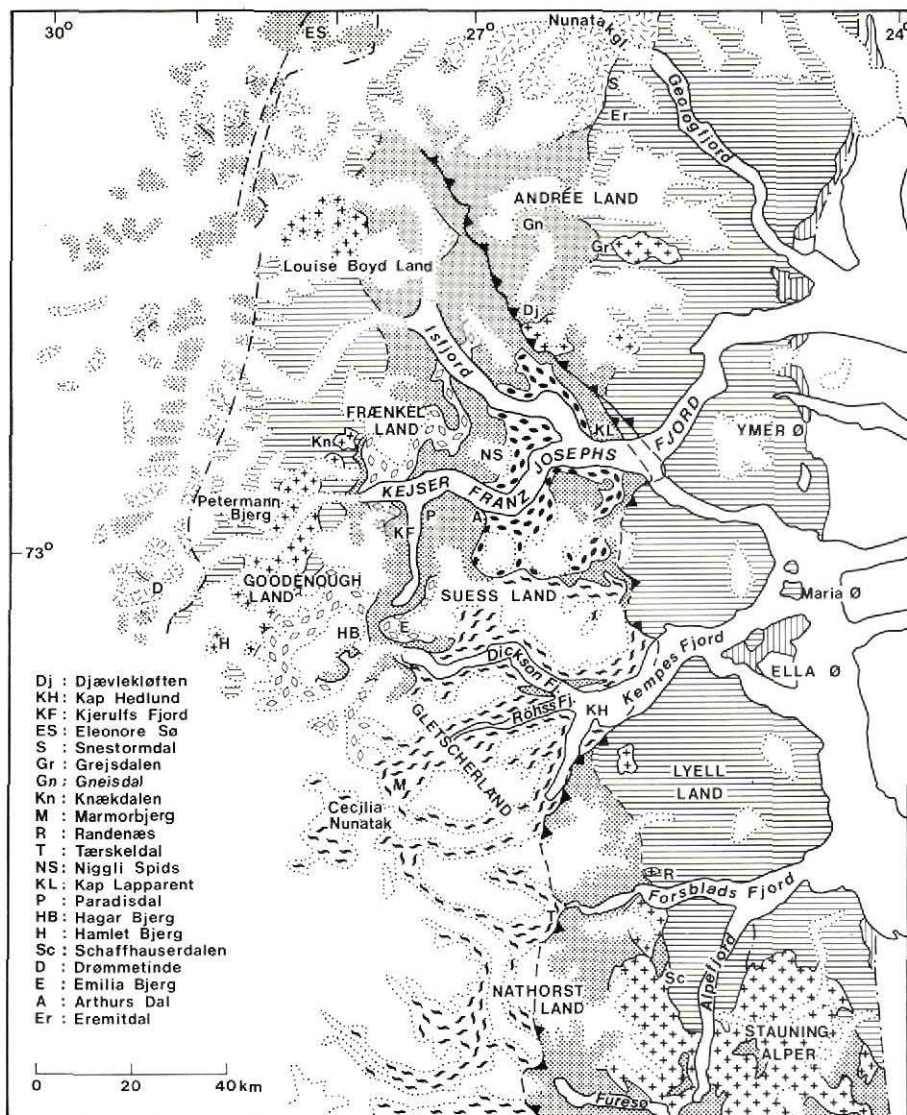 30°
ES
27°
Nunatakgl.
24°
S
Er
Geologfjord
ANDRÉE LAND
Gn
Gr
Louise Boyd Land
Dj
Isfjord
FRÆNKEL
LAND
KL
Kn
NS
YMER Ø
KEJSER FRANZ JOSEPHS FJORD
Petermann
Bjerg
P
A
KF
73°
GOODENOUGH
LAND
D
SUESS LAND
Maria Ø
H
HB
E
Kempes Fjord
ELLA Ø
Dickson Fj.
Röhss Fj.
KH
GLETSCHERLAND
LYELL
LAND
M
Cecilia
Nunatak
R
Forsblads Fjord
T
Sc
Alpefjord
NATHORST
LAND
STAUNING
ALPER
Furesø
Dj : Djævlekløften
KH : Kap Hedlund
KF : Kjerulfs Fjord
ES : Eleonore Sø
S : Snestormdal
Gr : Grejsdalen
Gn : Gneisdal
Kn : Knækdalen
M : Marmorbjerg
R : Randenæs
T : Tærskeldal
NS : Niggli Spids
KL : Kap Lapparent
P : Paradisdal
HB : Hagar Bjerg
H : Hamlet Bjerg
Sc : Schaffhauserdalen
D : Drømmetinde
E : Emilia Bjerg
A : Arthurs Dal
Er : Eremitdal
0 20 40 km